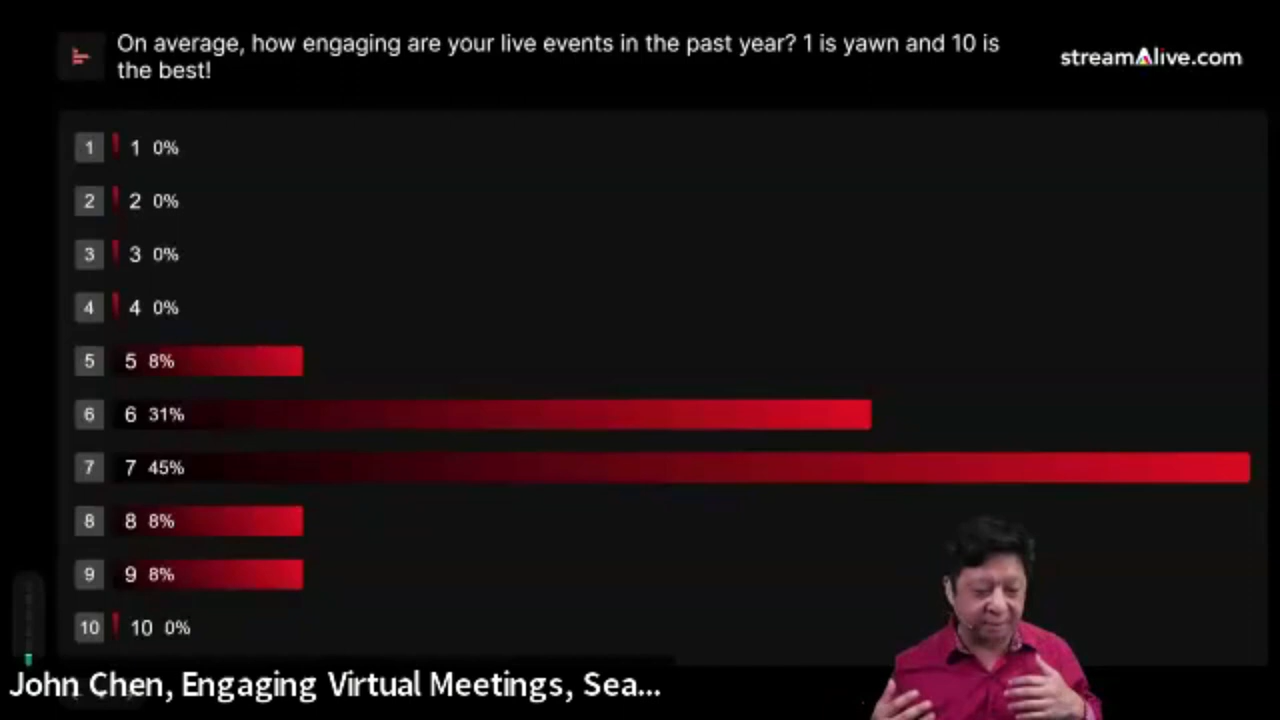 On average, how engaging are your live events in the past year? 1 is yawn and 10 is
the best!
streamAlive.com
1 1 0%
2 2 0%
3 3 0%
4 4 0%
5 5 8%
6 6 31%
7 7 45%
8 8 8%
9 9 8%
10 10 0%
John Chen, Engaging Virtual Meetings, Sea...